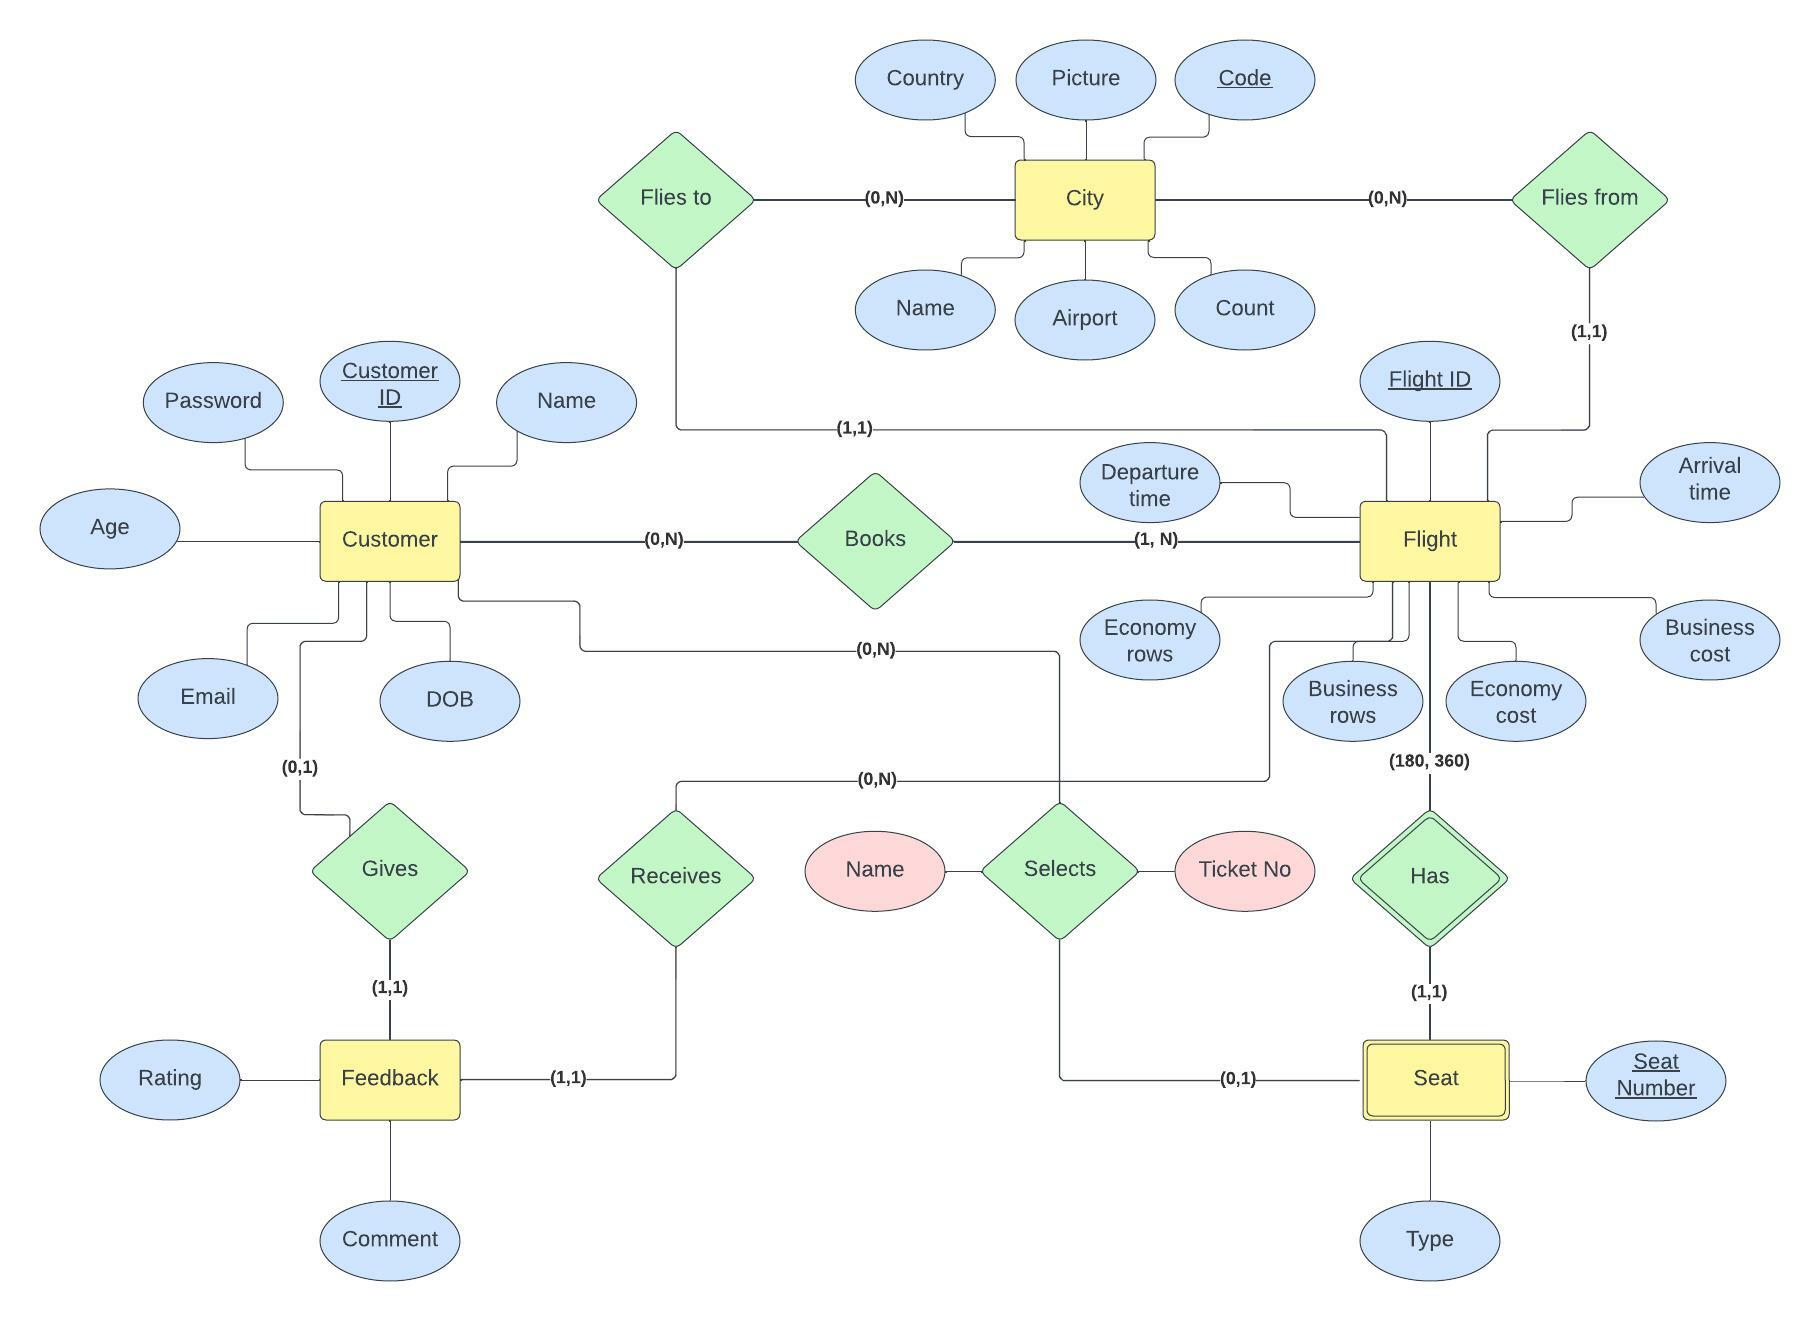 Country
Picture
Code
Flies to
(0,N)
City
(0,N)
Flies from
Name
Airport
Count
(1,1)
Password
Customer
ID
Name
Flight ID
(1,1)
Departure
time
Arrival
time
Age
Customer
(0,N)
Books
(1, N)
Flight
Economy
rows
Business
cost
(0,N)
Email
DOB
Business
rows
Economy
cost
(0,1)
(0,N)
(180, 360)
Gives
Receives
Name
Selects
Ticket No
Has
(1,1)
(1,1)
Rating
Feedback
(1,1)
(0,1)
Seat
Seat
Number
Comment
Type